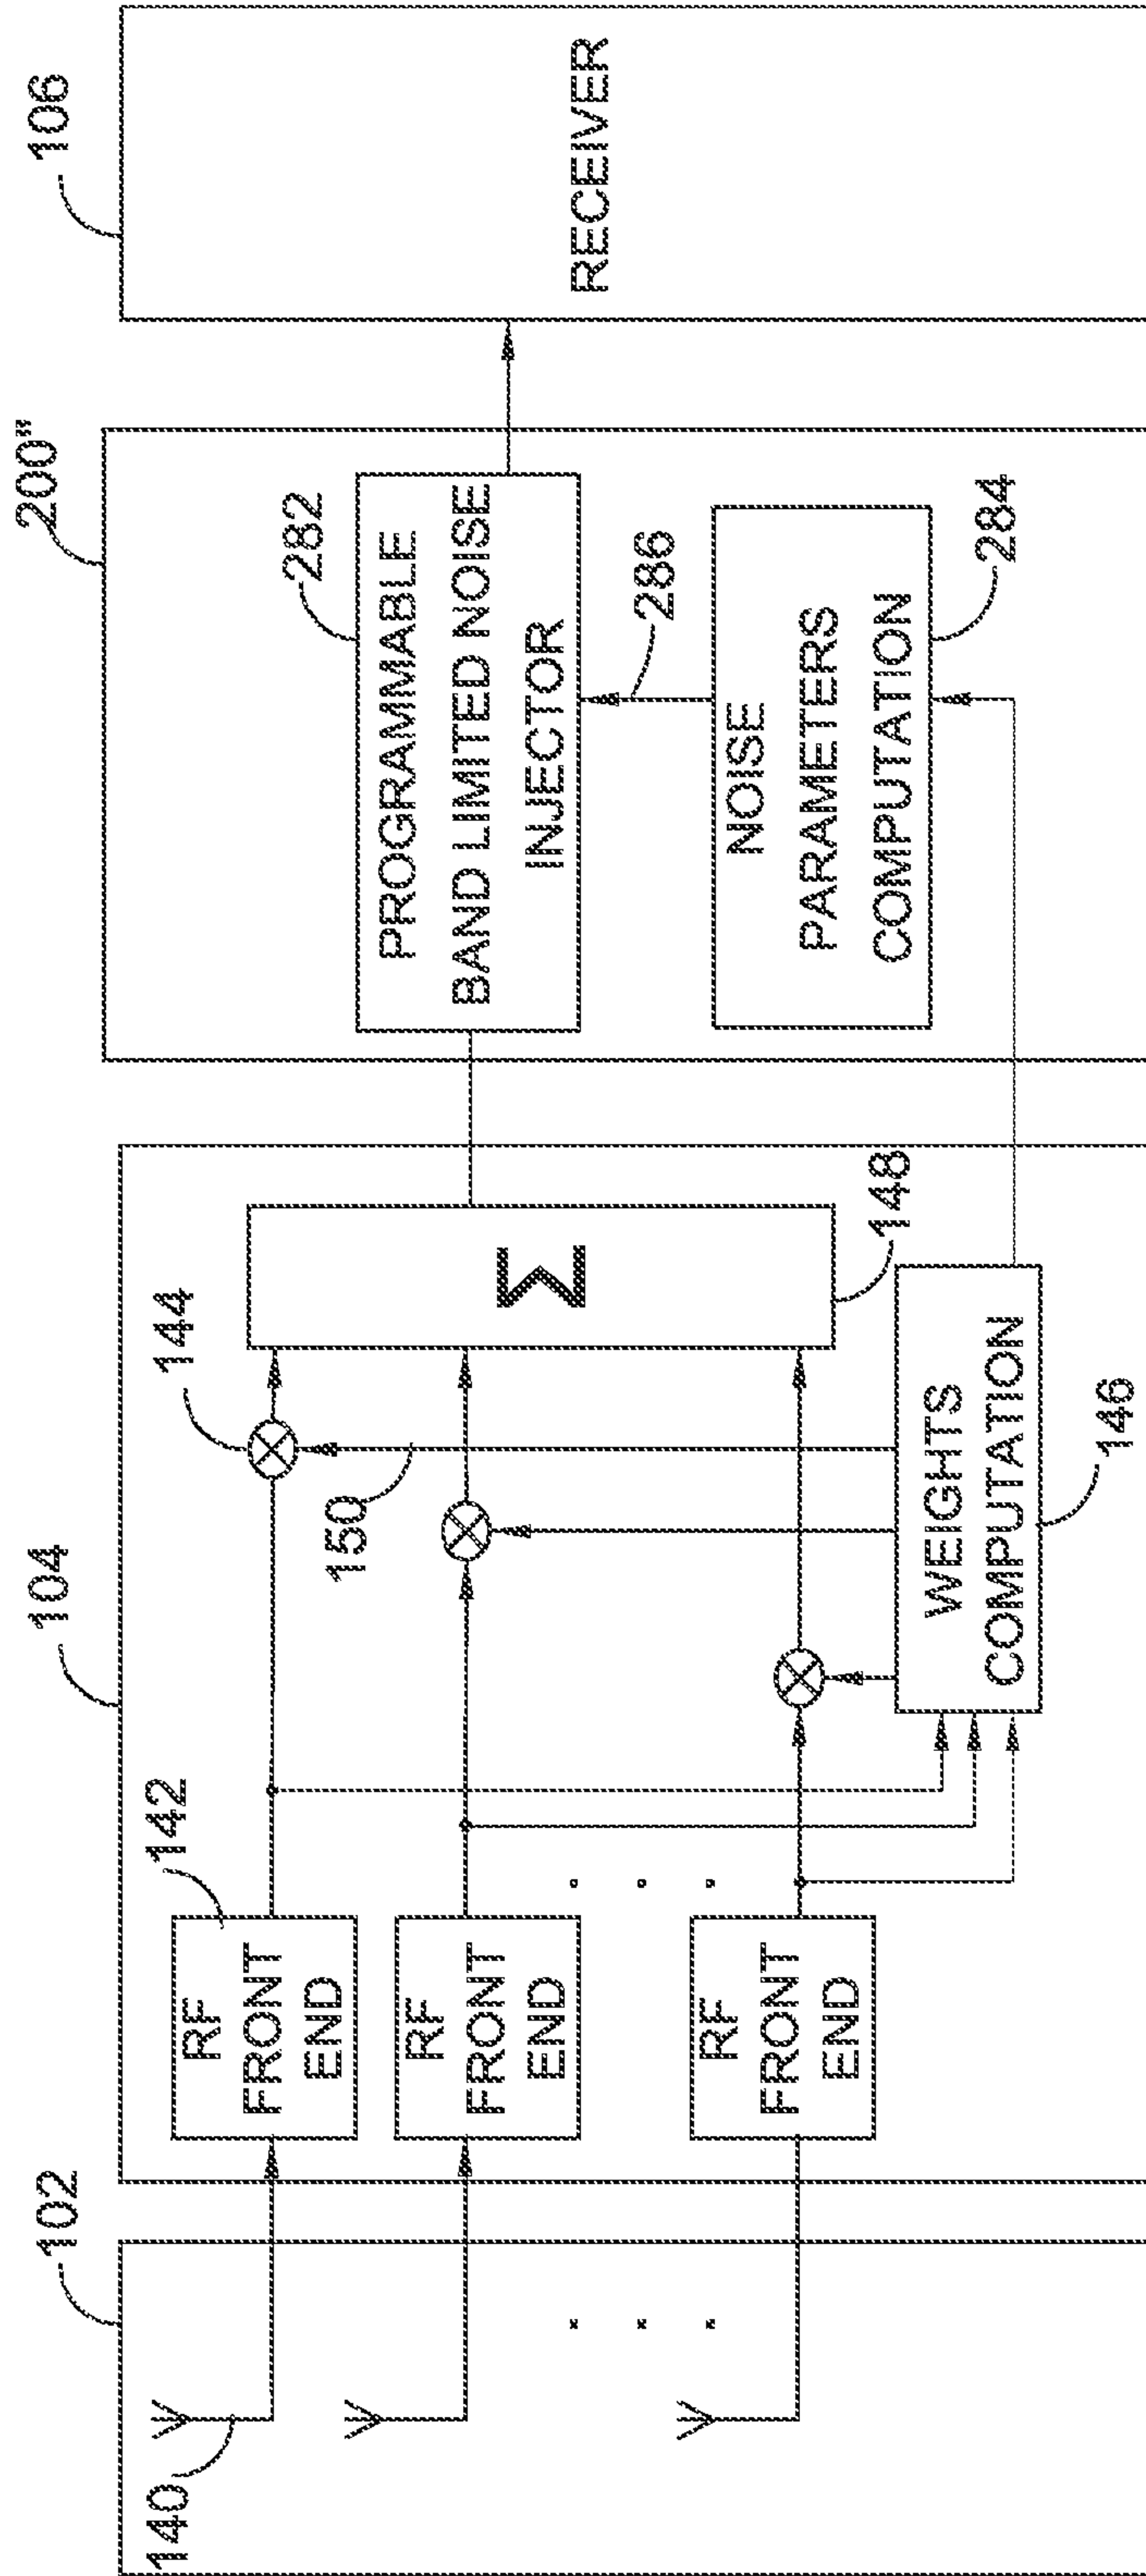 102
104
200"
106
140
142
RF
FRONT
END
RF
FRONT
END
RF
FRONT
END
144
150
Σ
148
WEIGHTS
COMPUTATION
146
282
PROGRAMMABLE
BAND LIMITED NOISE
INJECTOR
286
NOISE
PARAMETERS
COMPUTATION
284
RECEIVER